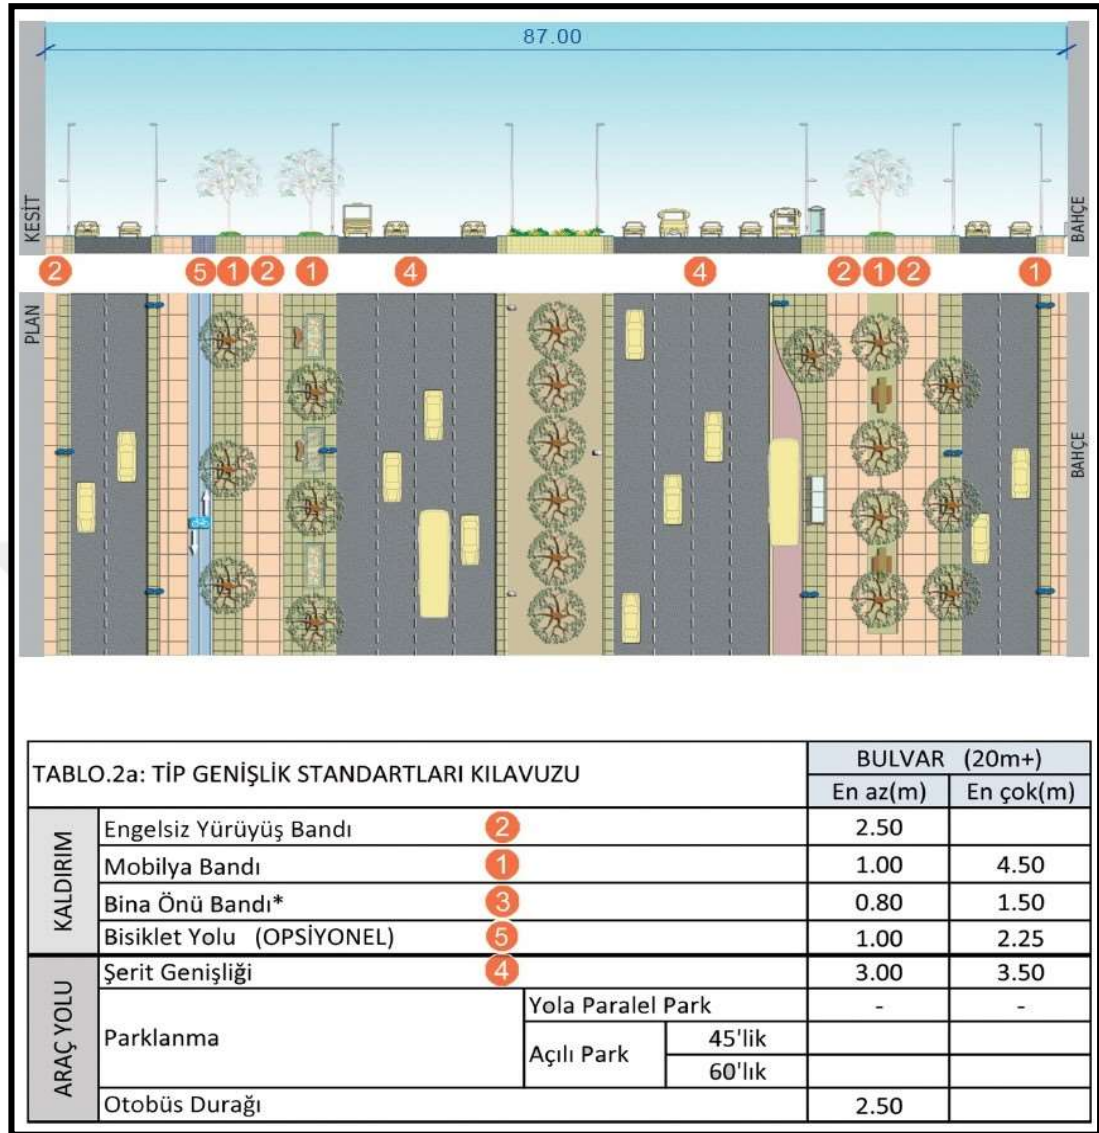 87.00
KESİT
BAHÇE
2 5 1 2 1 4 4 2 1 2 1
PLAN
BAHÇE
TABLO.2a: TİP GENİŞLİK STANDARTLARI KILAVUZU
BULVAR (20m+)
En az(m) En çok(m)
KALDIRIM
Engelsiz Yürüyüş Bandı 2 2.50
Mobilya Bandı 1 1.00 4.50
Bina Önü Bandı* 3 0.80 1.50
Bisiklet Yolu (OPSİYONEL) 5 1.00 2.25
ARAÇ YOLU
Şerit Genişliği 4 3.00 3.50
Parklanma
Yola Paralel Park - -
Açılı Park
45'lik
60'lık
Otobüs Durağı 2.50